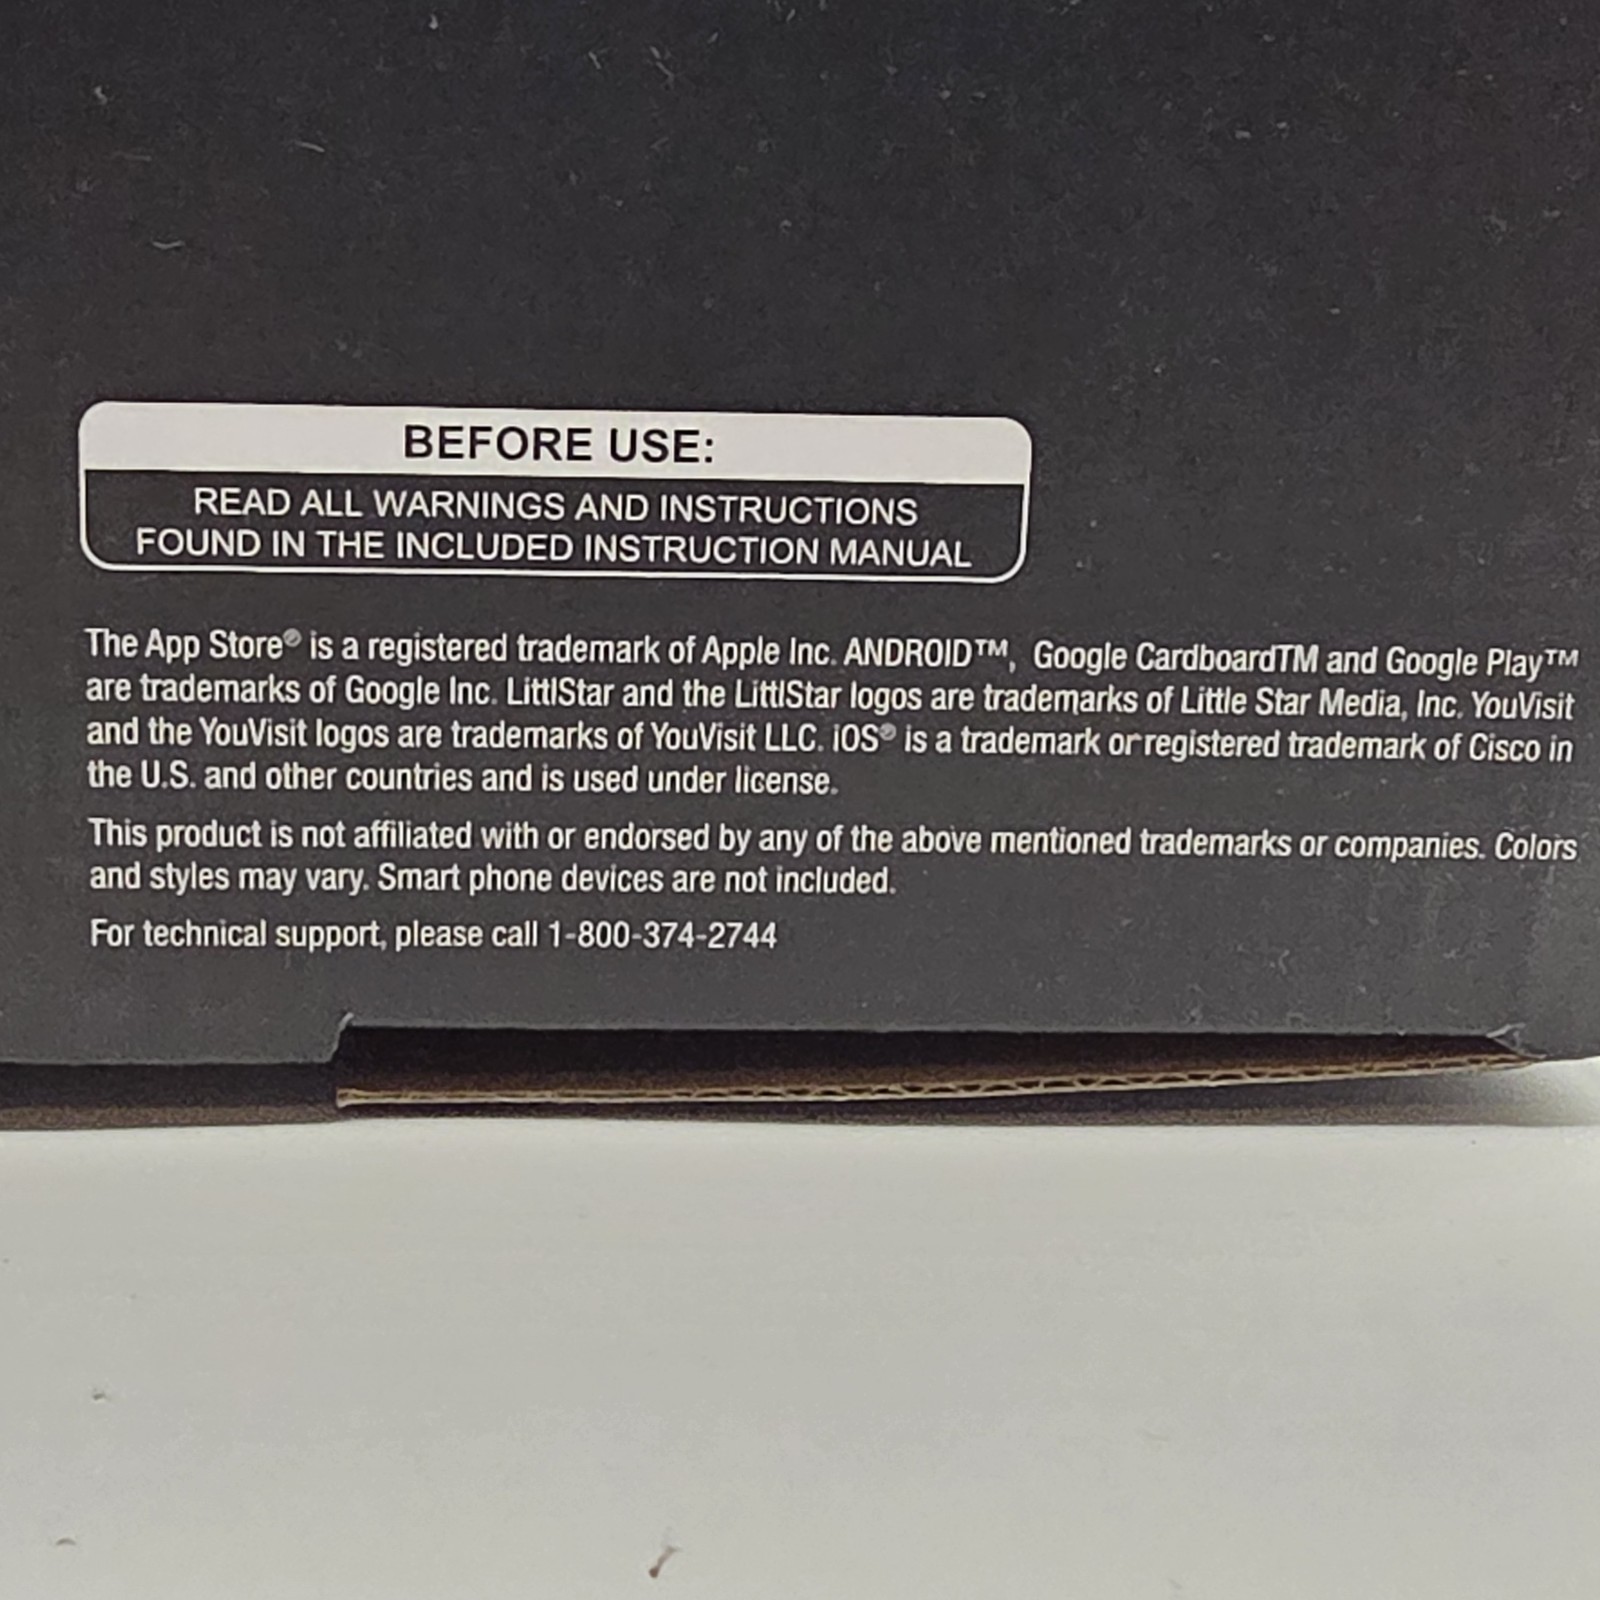 BEFORE USE:
READ ALL WARNINGS AND INSTRUCTIONS
FOUND IN THE INCLUDED INSTRUCTION MANUAL
The App Store® is a registered trademark of Apple Inc. ANDROID™, Google CardboardTM and Google Play™
are trademarks of Google Inc. LittlStar and the LittlStar logos are trademarks of Little Star Media, Inc. YouVisit
and the YouVisit logos are trademarks of YouVisit LLC. iOS® is a trademark or registered trademark of Cisco in
the U.S. and other countries and is used under license.
This product is not affiliated with or endorsed by any of the above mentioned trademarks or companies. Colors
and styles may vary. Smart phone devices are not included.
For technical support, please call 1-800-374-2744